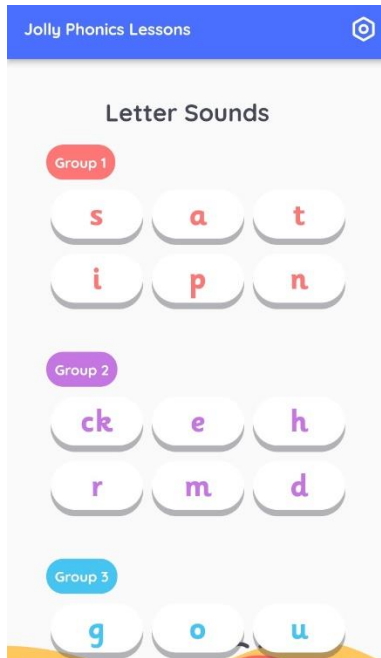 Jolly Phonics Lessons
Letter Sounds
Group 1
s a t
i p n
Group 2
ck e h
r m d
Group 3
g o u